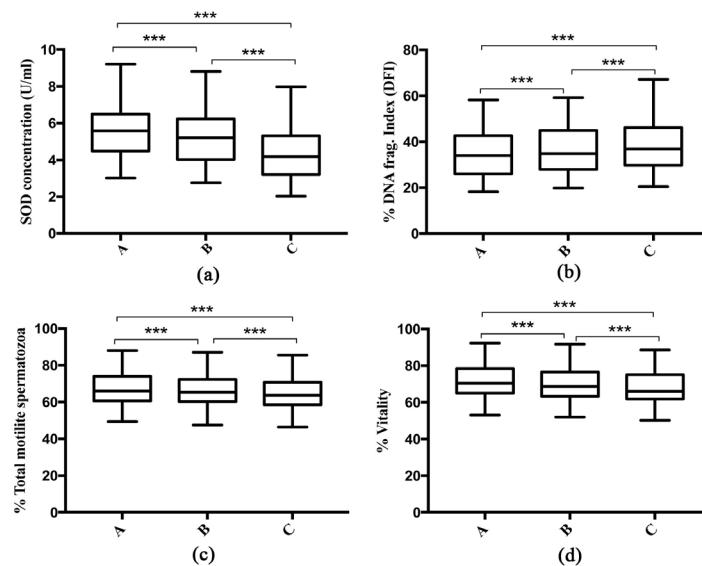 ***
***
***
SOD concentration (U/ml)
10
8
6
4
2
0
A
B
C
(a)
***
***
***
% DNA frag. Index (DFI)
80
60
40
20
0
A
B
C
(b)
***
***
***
% Total motilite spermatozoa
100
80
60
40
20
0
A
B
C
(c)
***
***
***
% Vitality
100
80
60
40
20
0
A
B
C
(d)